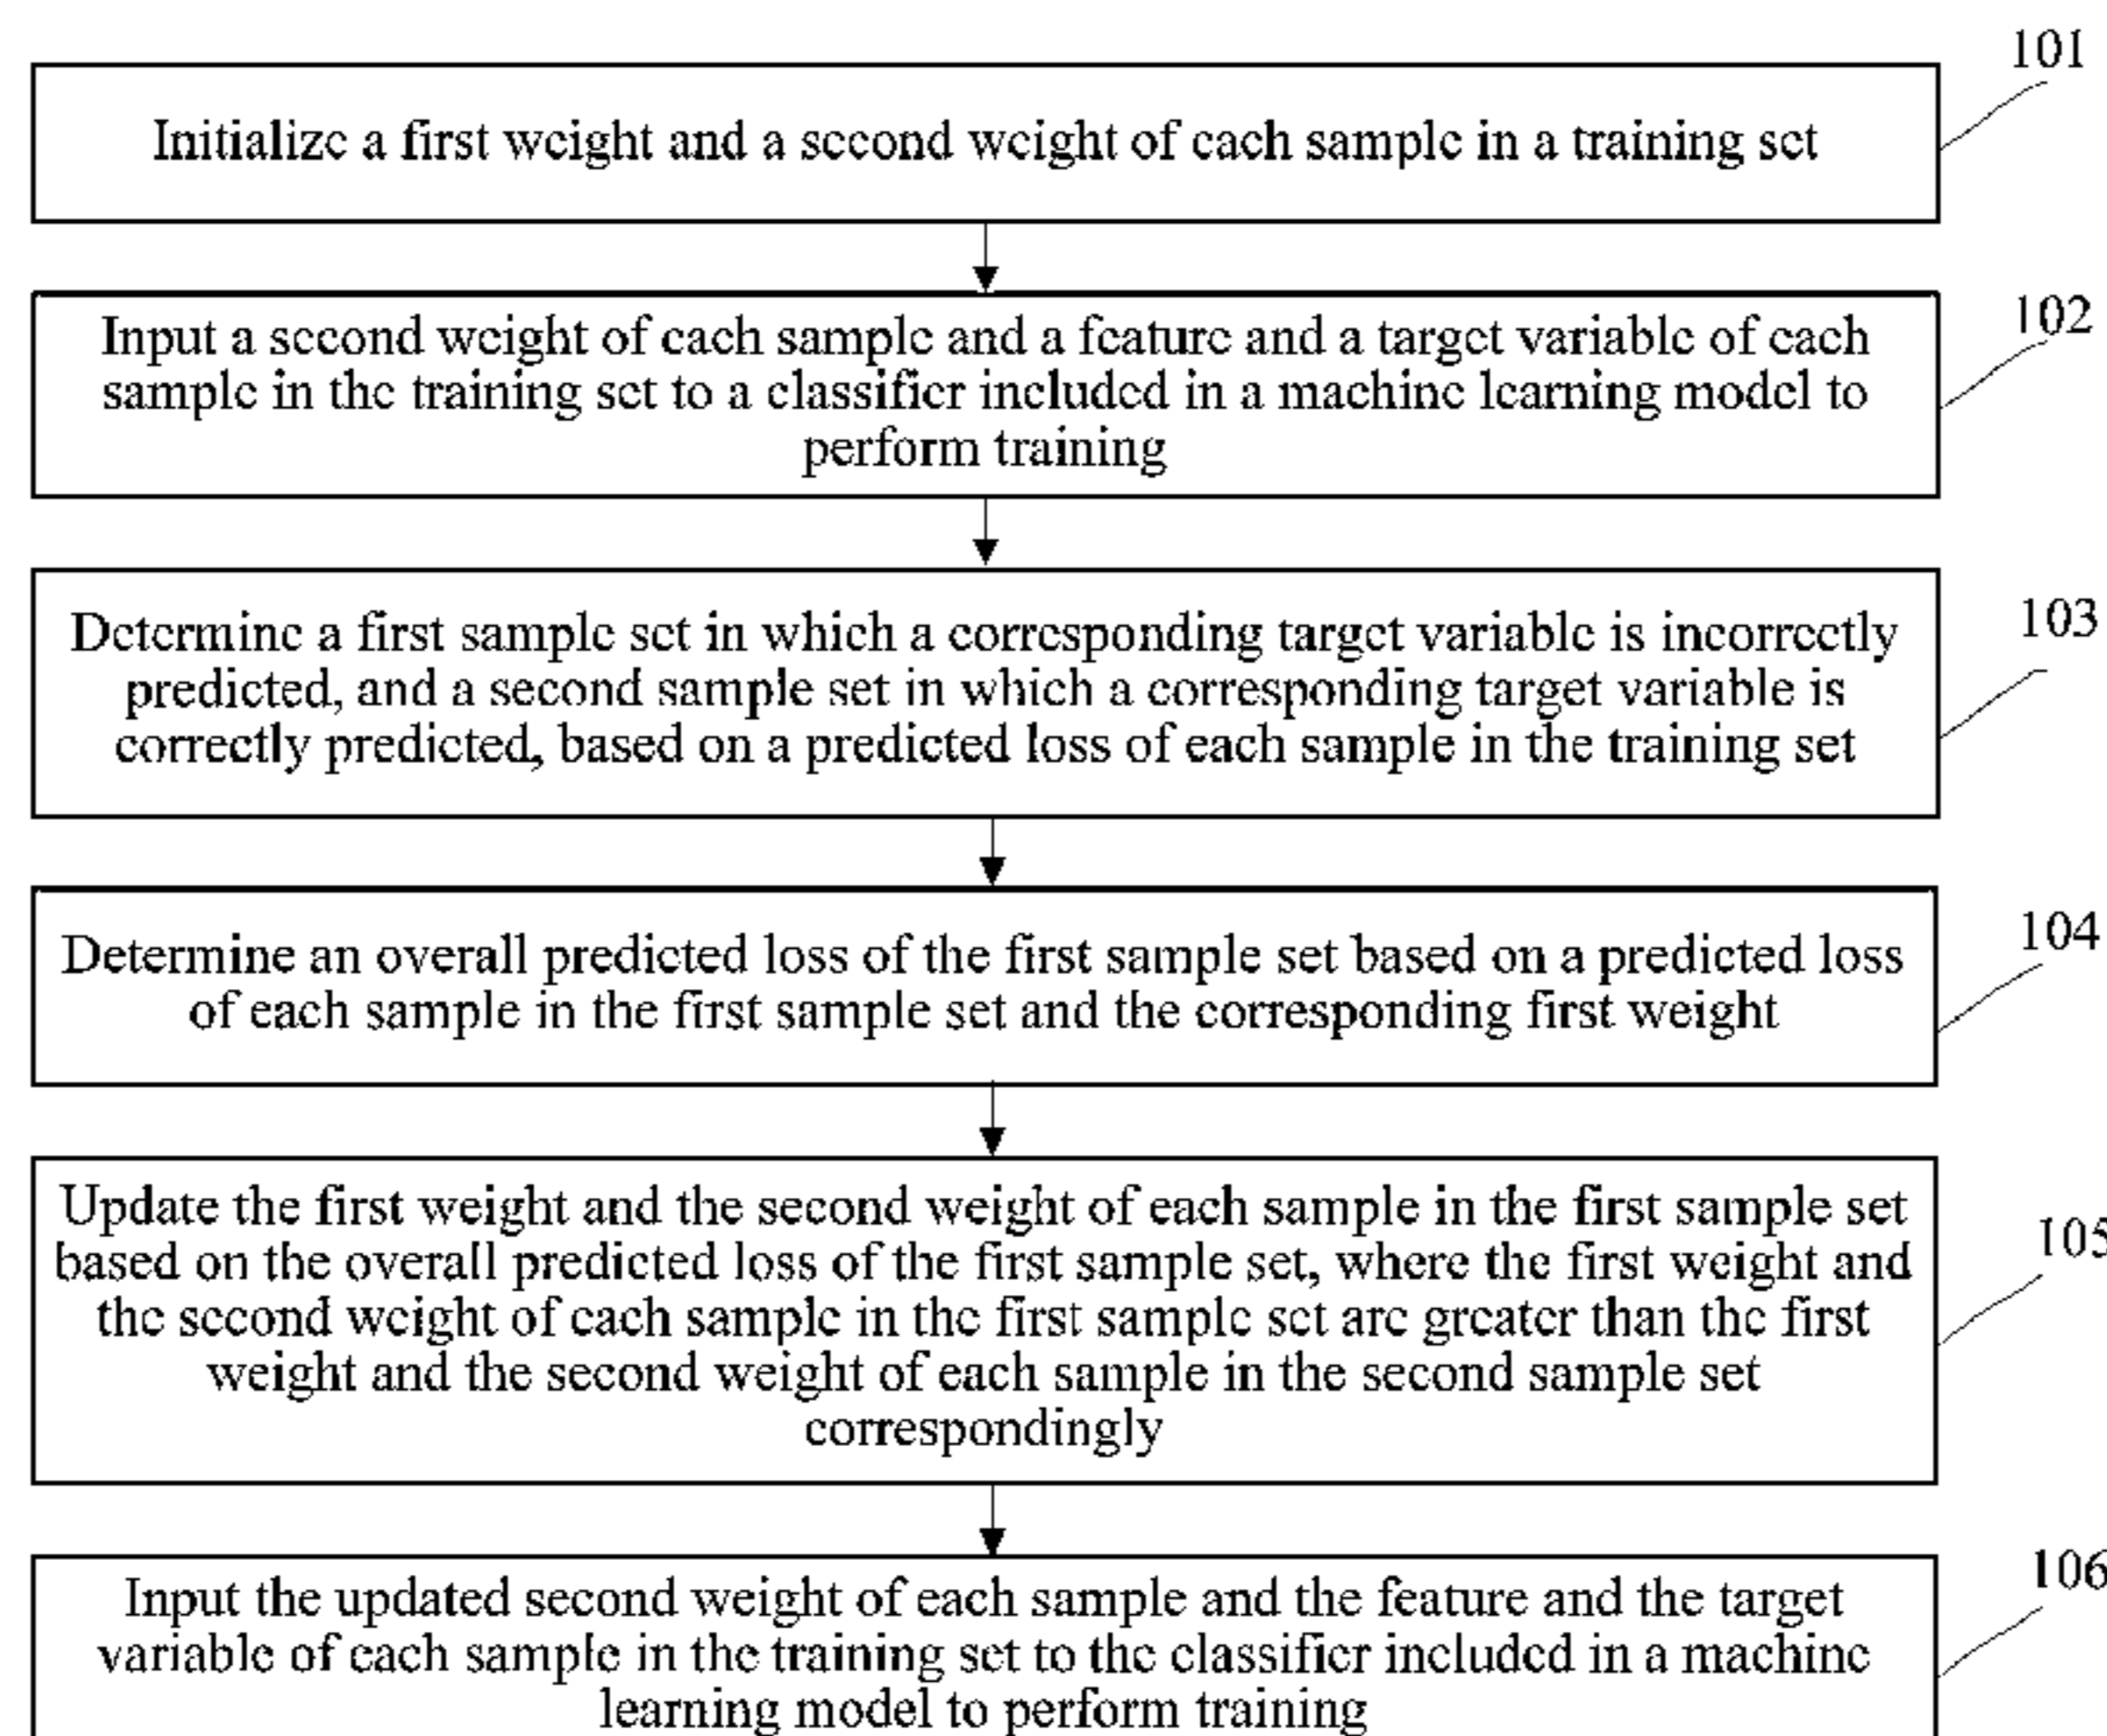 101
Initialize a first weight and a second weight of each sample in a training set
102
Input a second weight of each sample and a feature and a target variable of each
sample in the training set to a classifier included in a machine learning model to
perform training
103
Determine a first sample set in which a corresponding target variable is incorrectly
predicted, and a second sample set in which a corresponding target variable is
correctly predicted, based on a predicted loss of each sample in the training set
104
Determine an overall predicted loss of the first sample set based on a predicted loss
of each sample in the first sample set and the corresponding first weight
105
Update the first weight and the second weight of each sample in the first sample set
based on the overall predicted loss of the first sample set, where the first weight and
the second weight of each sample in the first sample set are greater than the first
weight and the second weight of each sample in the second sample set
correspondingly
106
Input the updated second weight of each sample and the feature and the target
variable of each sample in the training set to the classifier included in a machine
learning model to perform training